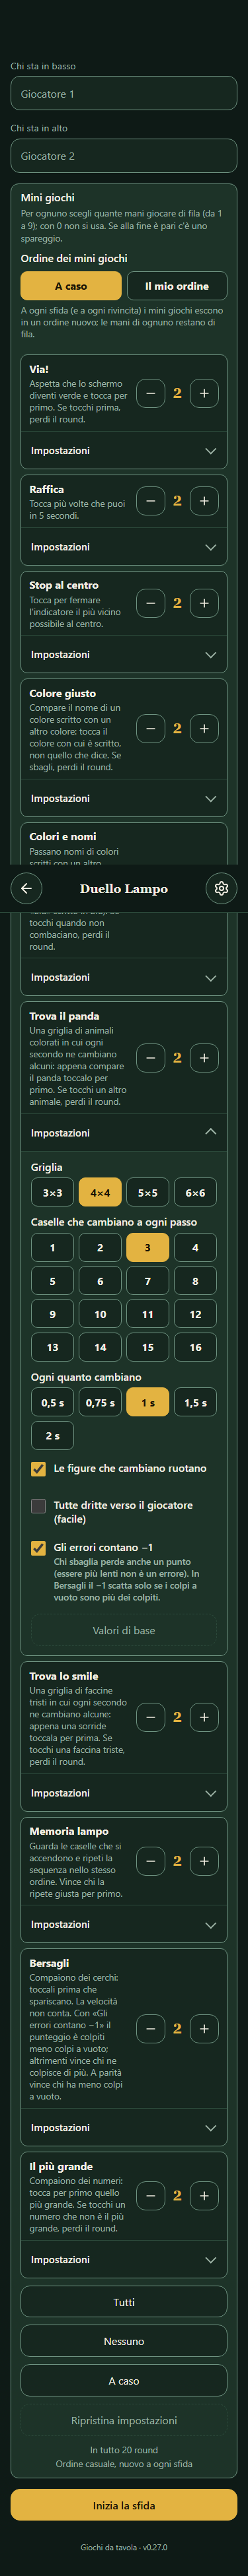 Chi sta in basso
Giocatore 1
Chi sta in alto
Giocatore 2
Mini giochi
Per ognuno scegli quante mani giocare di fila (da 1
a 9); con 0 non si usa. Se alla fine è pari c'è uno
spareggio.
Ordine dei mini giochi
A caso
Il mio ordine
A ogni sfida (e a ogni rivincita) i mini giochi escono
in un ordine nuovo; le mani di ognuno restano di
fila.
Via!
Aspetta che lo schermo
diventi verde e tocca per
primo. Se tocchi prima,
perdi il round.
− 2 +
Impostazioni
Raffica
Tocca più volte che puoi
in 5 secondi.
− 2 +
Impostazioni
Stop al centro
Tocca per fermare
l'indicatore il più vicino
possibile al centro.
− 2 +
Impostazioni
Colore giusto
Compare il nome di un
colore scritto con un
altro colore: tocca il
colore con cui è scritto,
non quello che dice. Se
sbagli, perdi il round.
− 2 +
Impostazioni
Colori e nomi
Passano nomi di colori
scritti con un altro
Duello Lampo
tocchi quando non
combaciano, perdi il
round.
Impostazioni
Trova il panda
Una griglia di animali
colorati in cui ogni
secondo ne cambiano
alcuni: appena compare
il panda toccalo per
primo. Se tocchi un altro
animale, perdi il round.
− 2 +
Impostazioni
Griglia
3×3 4×4 5×5 6×6
Caselle che cambiano a ogni passo
1 2 3 4
5 6 7 8
9 10 11 12
13 14 15 16
Ogni quanto cambiano
0,5 s 0,75 s 1 s 1,5 s
2 s
Le figure che cambiano ruotano
Tutte dritte verso il giocatore
(facile)
Gli errori contano −1
Chi sbaglia perde anche un punto
(essere più lenti non è un errore). In
Bersagli il −1 scatta solo se i colpi a
vuoto sono più dei colpiti.
Valori di base
Trova lo smile
Una griglia di faccine
tristi in cui ogni secondo
ne cambiano alcune:
appena una sorride
toccala per prima. Se
tocchi una faccina triste,
perdi il round.
− 2 +
Impostazioni
Memoria lampo
Guarda le caselle che si
accendono e ripeti la
sequenza nello stesso
ordine. Vince chi la
ripete giusta per primo.
− 2 +
Impostazioni
Bersagli
Compaiono dei cerchi:
toccali prima che
spariscano. La velocità
non conta. Con «Gli
errori contano −1» il
punteggio è colpiti
meno colpi a vuoto;
altrimenti vince chi ne
colpisce di più. A parità
vince chi ha meno colpi
a vuoto.
− 2 +
Impostazioni
Il più grande
Compaiono dei numeri:
tocca per primo quello
più grande. Se tocchi un
numero che non è il più
grande, perdi il round.
− 2 +
Impostazioni
Tutti
Nessuno
A caso
Ripristina impostazioni
In tutto 20 round
Ordine casuale, nuovo a ogni sfida
Inizia la sfida
Giochi da tavola · v0.27.0